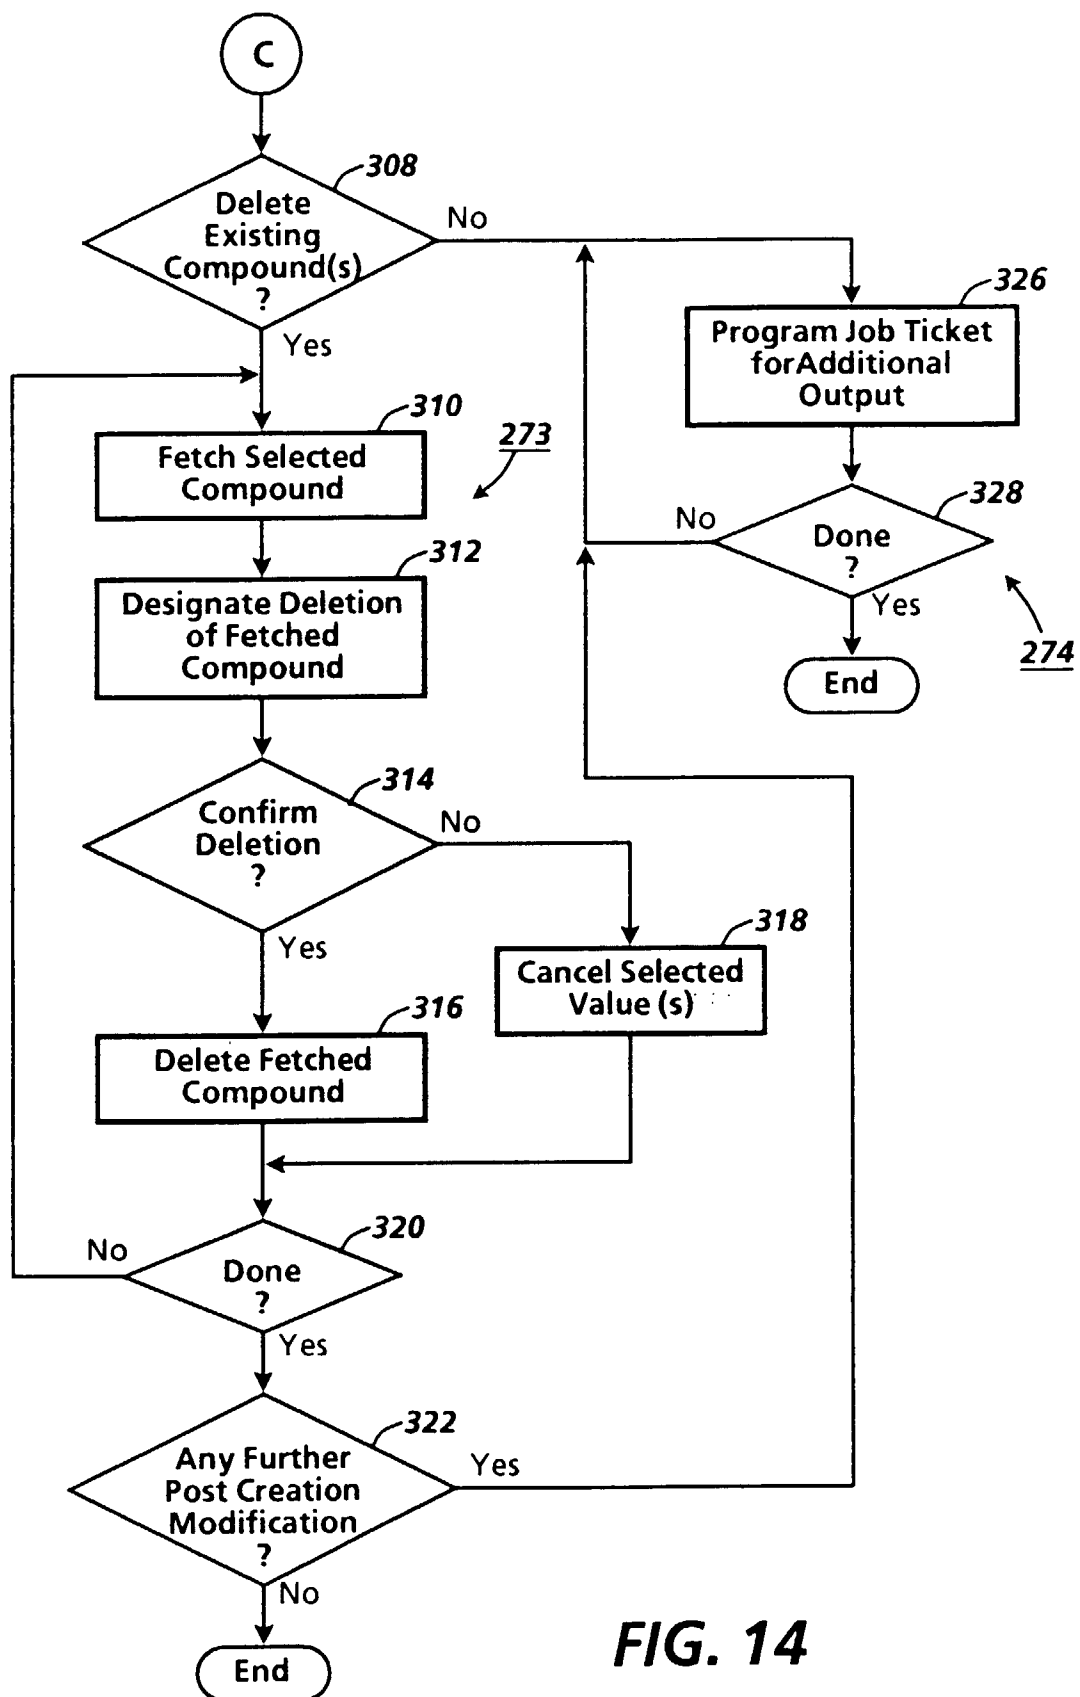 C
308
Delete
Existing
Compound(s)
?
No
Yes
326
Program Job Ticket
forAdditional
Output
310
Fetch Selected
Compound
273
328
Done
?
No
Yes
274
End
312
Designate Deletion
of Fetched
Compound
314
Confirm
Deletion
?
No
Yes
318
Cancel Selected
Value (s)
316
Delete Fetched
Compound
320
Done
?
No
Yes
322
Any Further
Post Creation
Modification
?
Yes
No
End
FIG. 14